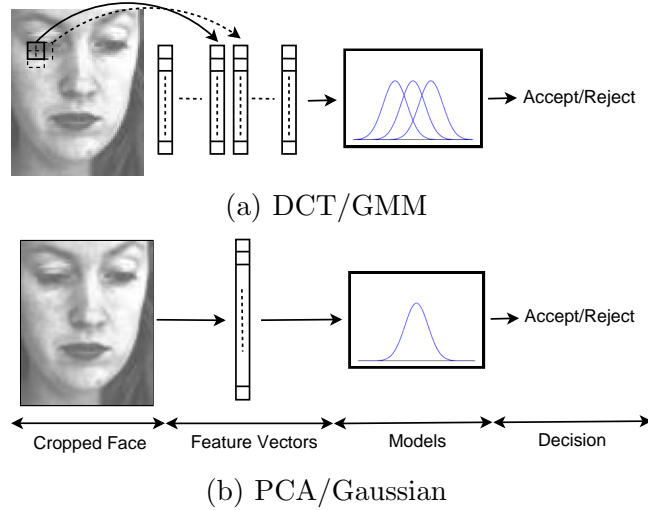 Accept/Reject
(a) DCT/GMM
Accept/Reject
Cropped Face Feature Vectors Models Decision
(b) PCA/Gaussian